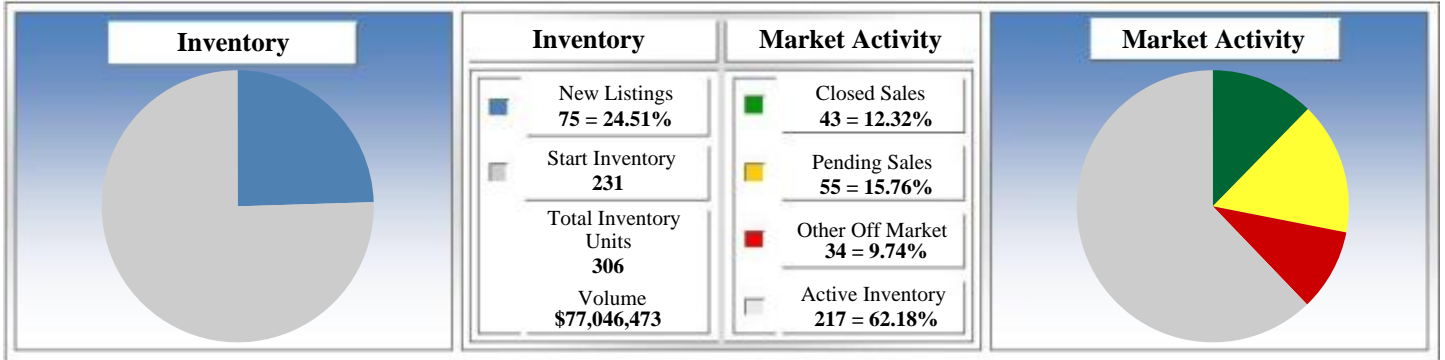 Inventory
Inventory
New Listings
75 = 24.51%
Start Inventory
231
Total Inventory
Units
306
Volume
$77,046,473
Market Activity
Closed Sales
43 = 12.32%
Pending Sales
55 = 15.76%
Other Off Market
34 = 9.74%
Active Inventory
217 = 62.18%
Market Activity